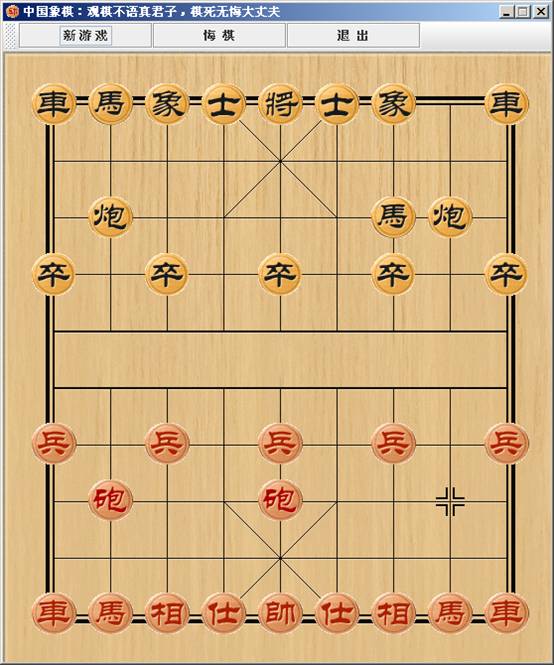 中国象棋：观棋不语真君子，棋死无悔大丈夫
新游戏 悔棋 退出
車 馬 象 士 將 士 象 車
炮 馬 炮
卒 卒 卒 卒 卒
兵 兵 兵 兵 兵
砲 砲
車 馬 相 仕 帥 仕 相 馬 車